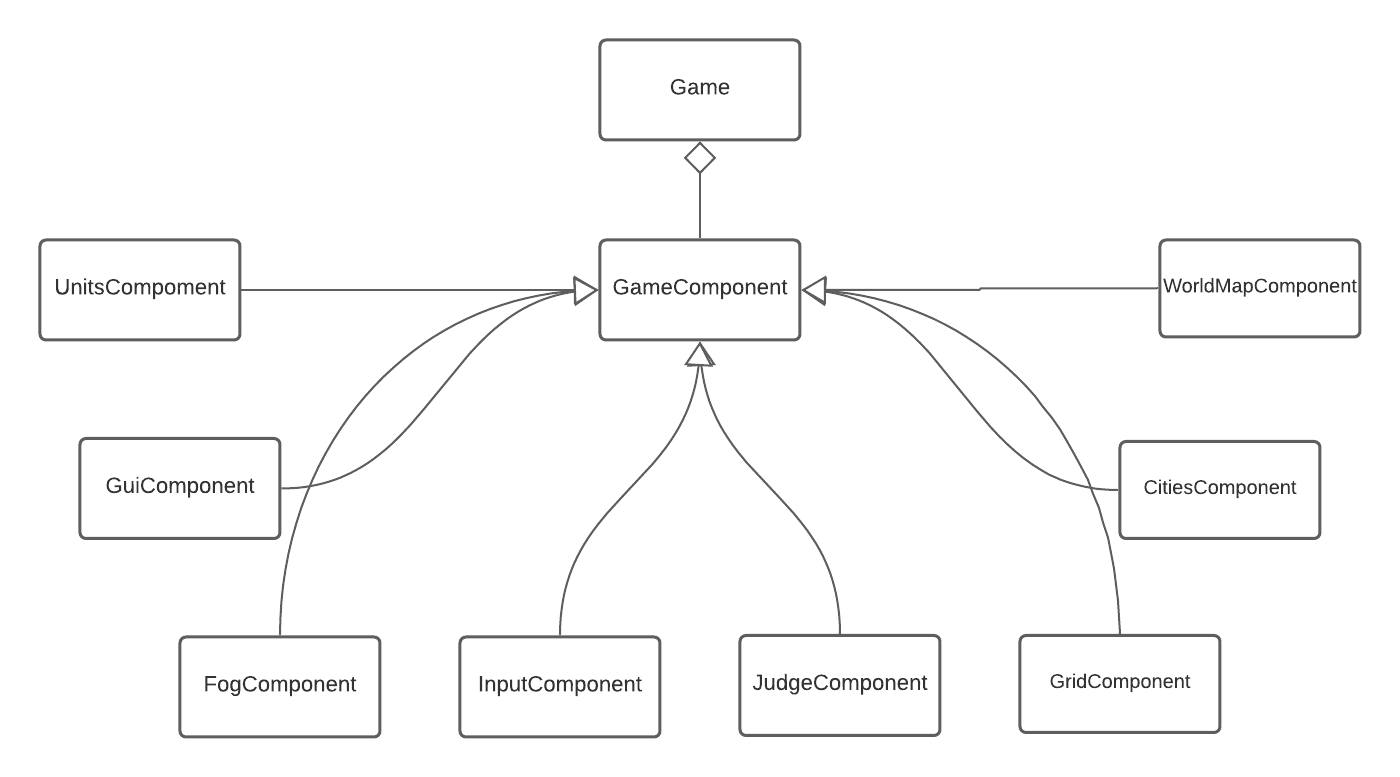 Game
UnitsCompoment
GameComponent
WorldMapComponent
GuiComponent
CitiesComponent
FogComponent
InputComponent
JudgeComponent
GridComponent